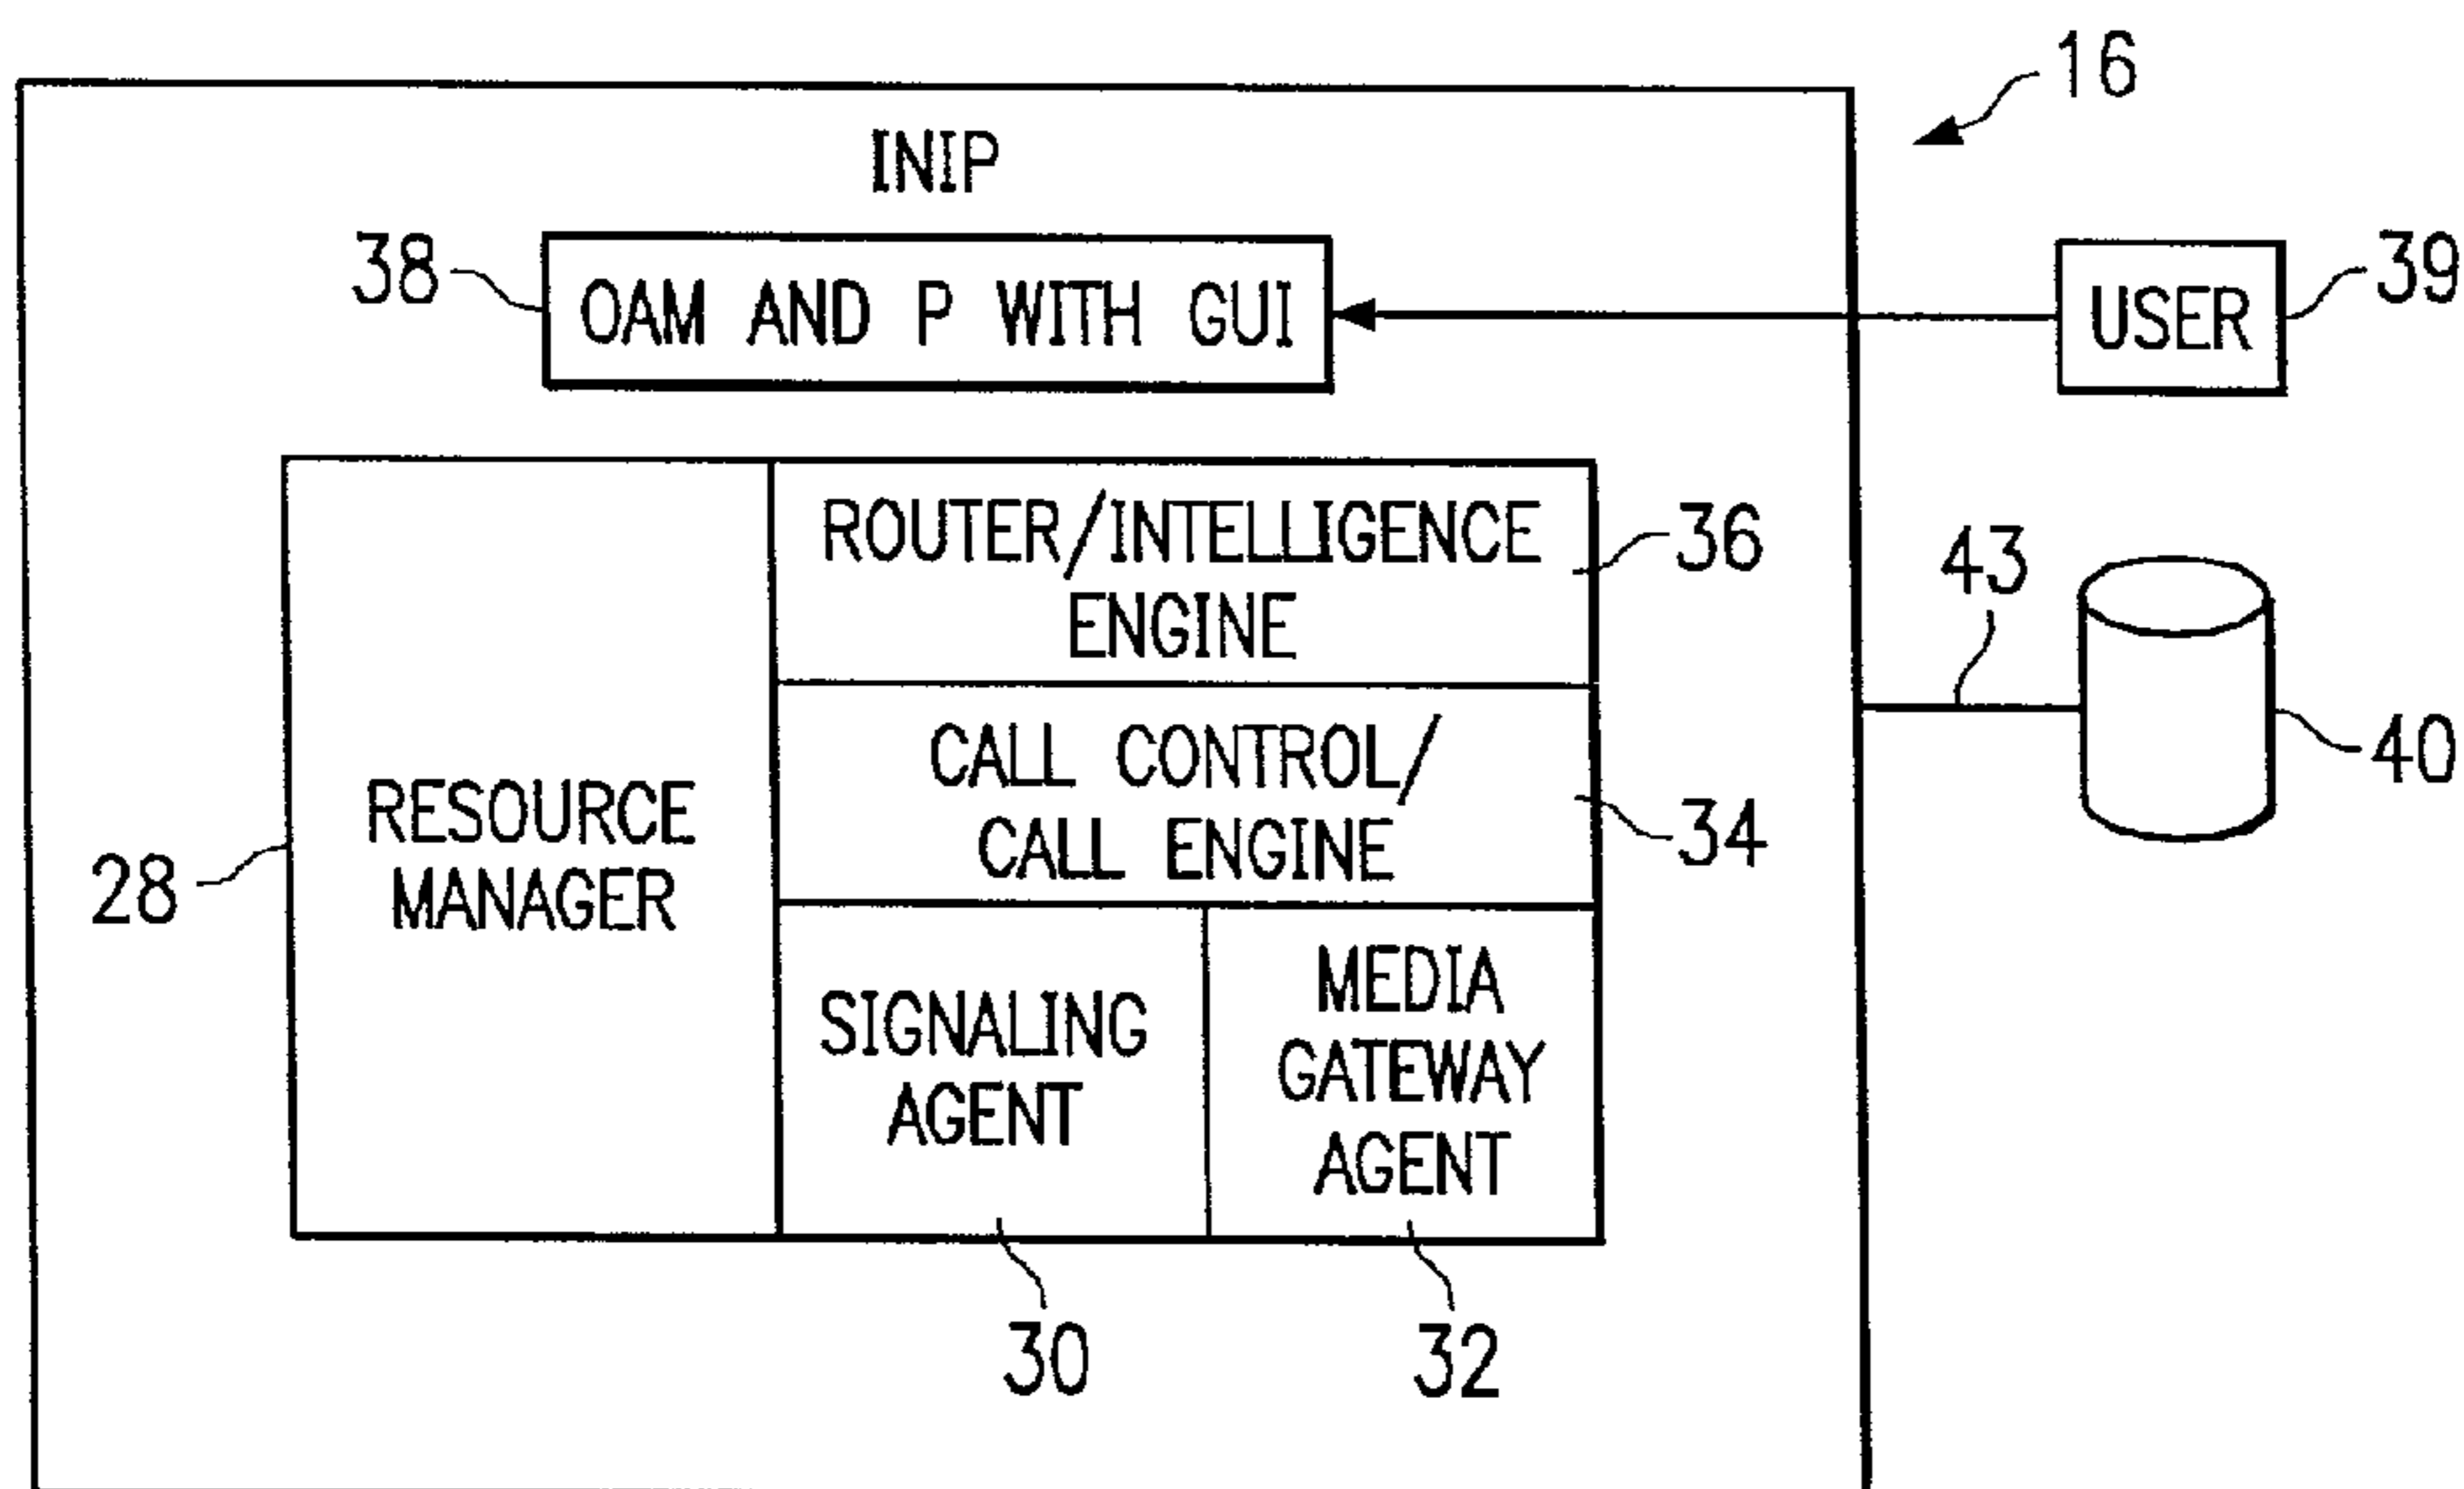 16
INIP
38
OAM AND P WITH GUI
USER
39
ROUTER/INTELLIGENCE
ENGINE
36
43
CALL CONTROL/
CALL ENGINE
34
40
RESOURCE
MANAGER
28
SIGNALING
AGENT
MEDIA
GATEWAY
AGENT
30
32